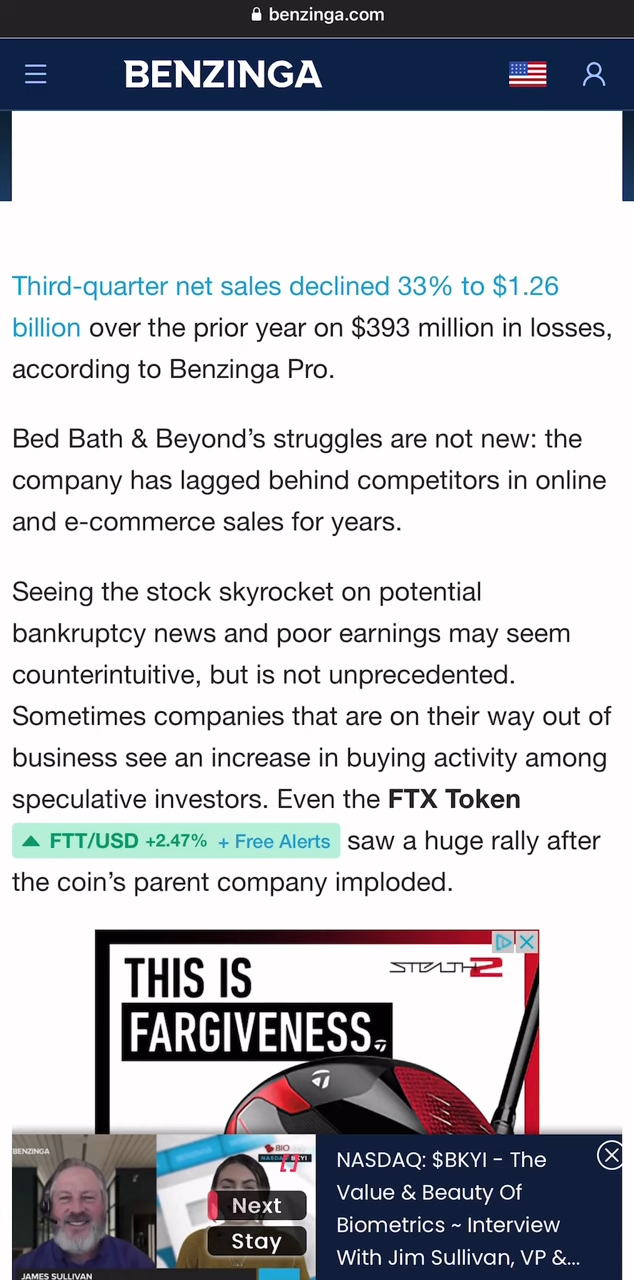 benzinga.com
BENZINGA
Third-quarter net sales declined 33% to $1.26
billion over the prior year on $393 million in losses,
according to Benzinga Pro.
Bed Bath & Beyond’s struggles are not new: the
company has lagged behind competitors in online
and e-commerce sales for years.
Seeing the stock skyrocket on potential
bankruptcy news and poor earnings may seem
counterintuitive, but is not unprecedented.
Sometimes companies that are on their way out of
business see an increase in buying activity among
speculative investors. Even the FTX Token
FTT/USD +2.47% + Free Alerts saw a huge rally after
the coin’s parent company imploded.
THIS IS
STEALTH2
FARGIVENESS.
BENZINGA
BIO
NASDAQ: BKYI
Next
Stay
JAMES SULLIVAN
NASDAQ: $BKYI - The
Value & Beauty Of
Biometrics ~ Interview
With Jim Sullivan, VP &...